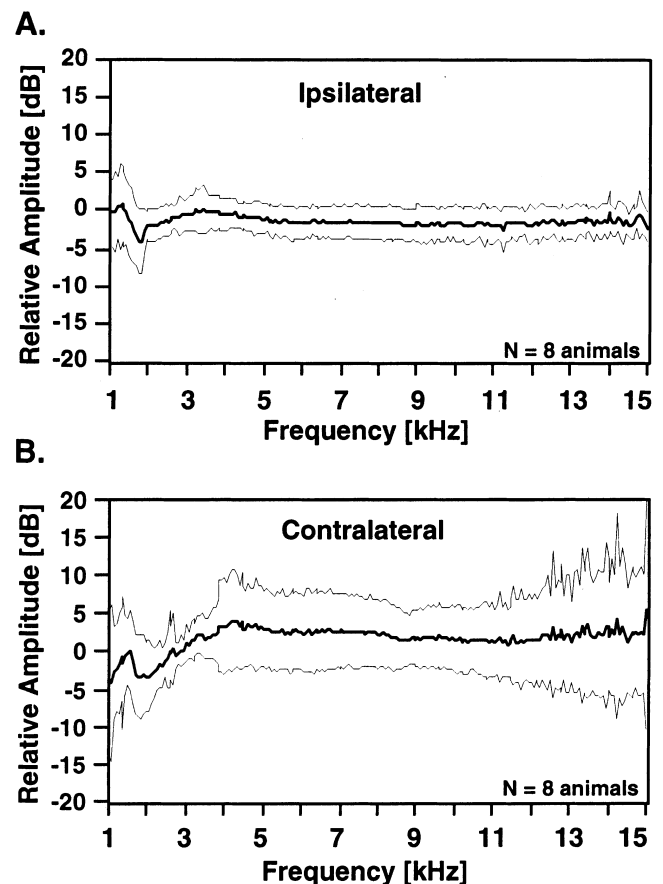 A.
Relative Amplitude [dB]
20
15
10
5
0
-5
-10
-15
-20
Ipsilateral
N = 8 animals
1 3 5 7 9 11 13 15
Frequency [kHz]
B.
Relative Amplitude [dB]
20
15
10
5
0
-5
-10
-15
-20
Contralateral
N = 8 animals
1 3 5 7 9 11 13 15
Frequency [kHz]